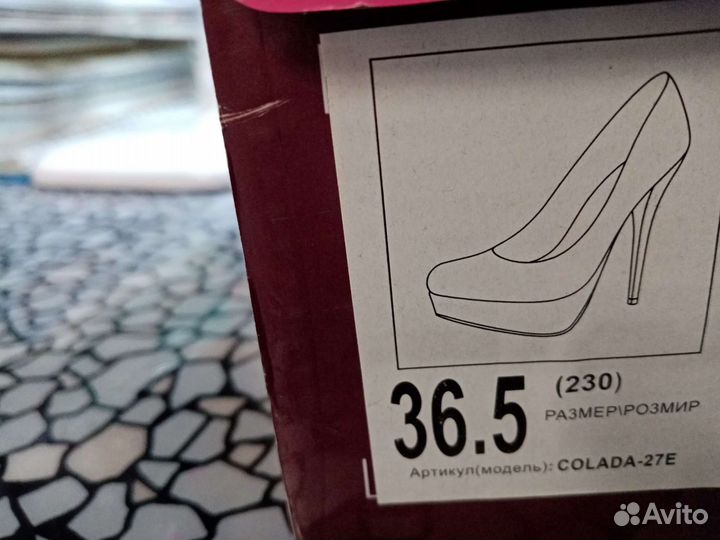 36.5 (230)
РАЗМЕР\РОЗМИР
Артикул(модель): COLADA-27E
Avito